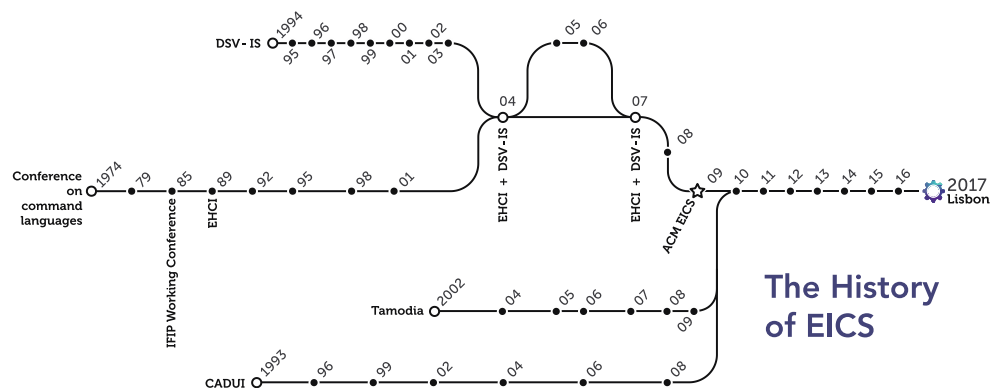 DSV-IS 1994 95 96 97 98 99 00 01 02 03
05 06
04 07
EHCI + DSV-IS
EHCI + DSV-IS
08
Conference
on
command
languages
1974 79 85 89 92 95 98 01
IFIP Working Conference
EHCI
ACM EICS
09 10 11 12 13 14 15 16
2017
Lisbon
Tamodia 2002 04 05 06 07 08 09
CADUI 1993 96 99 02 04 06 08
The History
of EICS